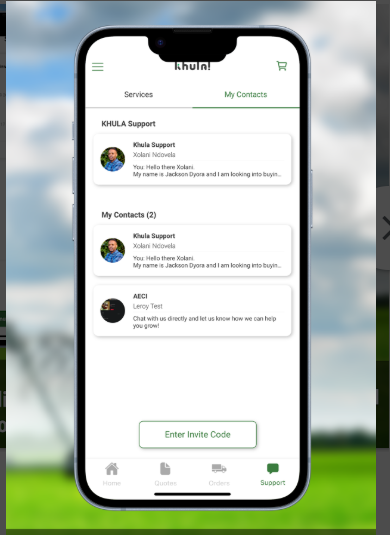 khula!
Services
My Contacts
KHULA Support
Khula Support
Xolani Ndovela
You: Hello there Xolani
My name is Jackson Dyora and I am looking into buyin...
My Contacts (2)
Khula Support
Xolani Ndovela
You: Hello there Xolani
My name is Jackson Dyora and I am looking into buyin...
AECI
Leroy Test
Chat with us directly and let us know how we can help
you grow!
Enter Invite Code
Home
Quotes
Orders
Support